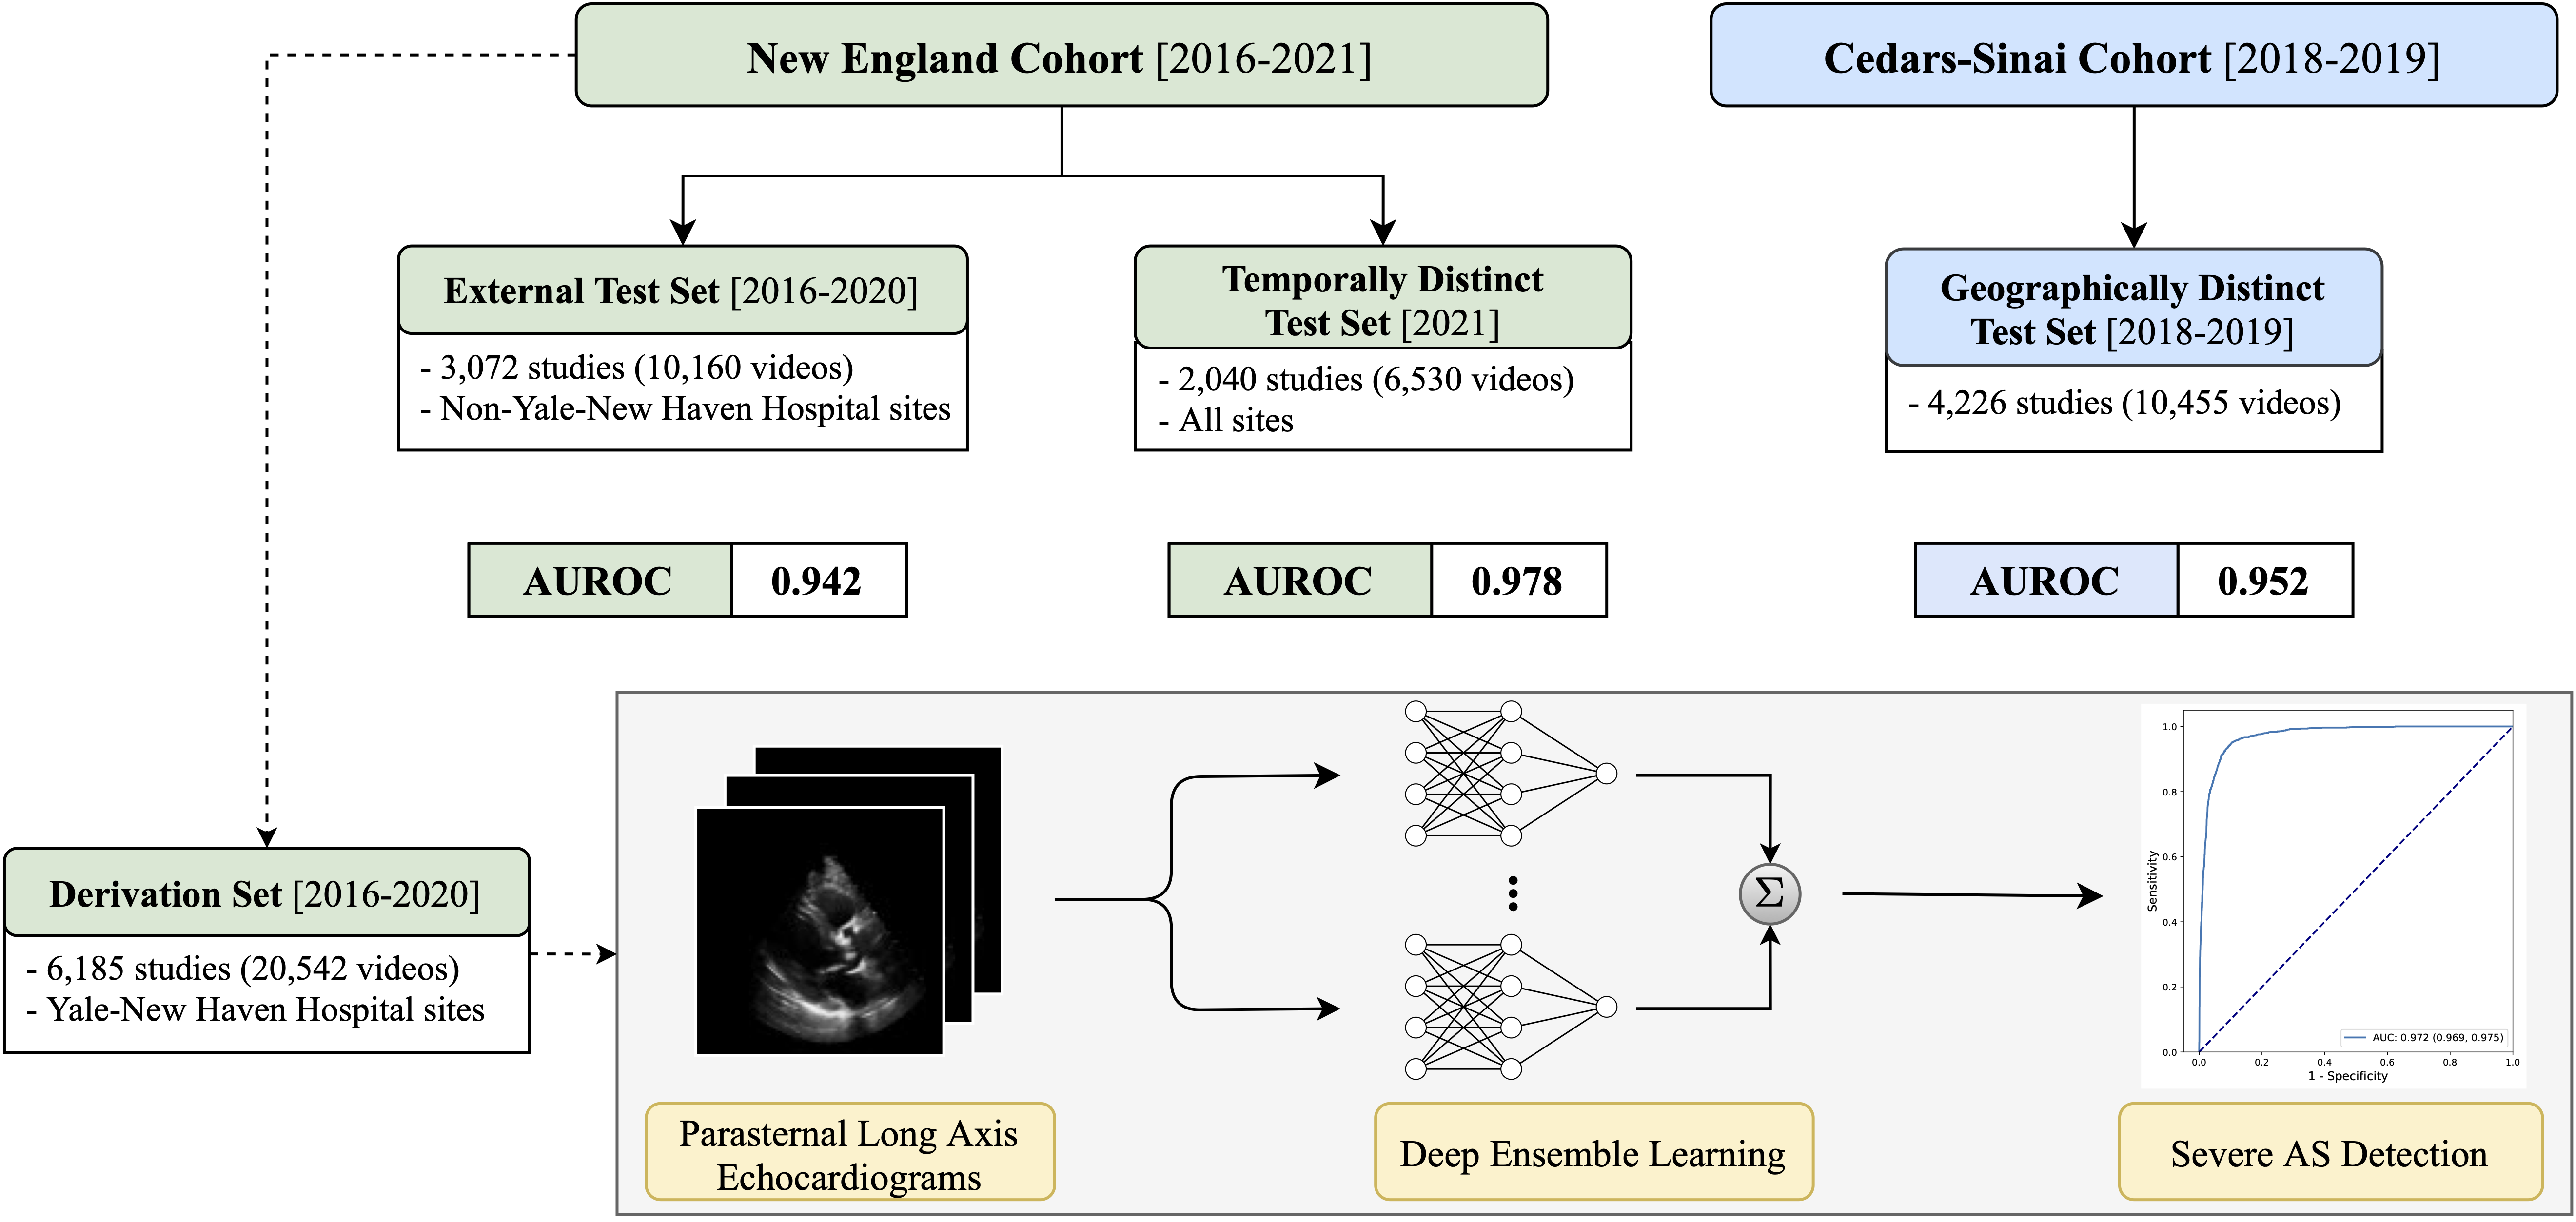 New England Cohort [2016-2021]
Cedars-Sinai Cohort [2018-2019]
External Test Set [2016-2020]
- 3,072 studies (10,160 videos)
- Non-Yale-New Haven Hospital sites
Temporally Distinct
Test Set [2021]
- 2,040 studies (6,530 videos)
- All sites
Geographically Distinct
Test Set [2018-2019]
- 4,226 studies (10,455 videos)
AUROC 0.942
AUROC 0.978
AUROC 0.952
Derivation Set [2016-2020]
- 6,185 studies (20,542 videos)
- Yale-New Haven Hospital sites
Parasternal Long Axis
Echocardiograms
Σ
Deep Ensemble Learning
1.0
0.8
0.6
0.4
0.2
0.0
Sensitivity
AUC: 0.972 (0.969, 0.975)
0.0 0.2 0.4 0.6 0.8 1.0
1 - Specificity
Severe AS Detection